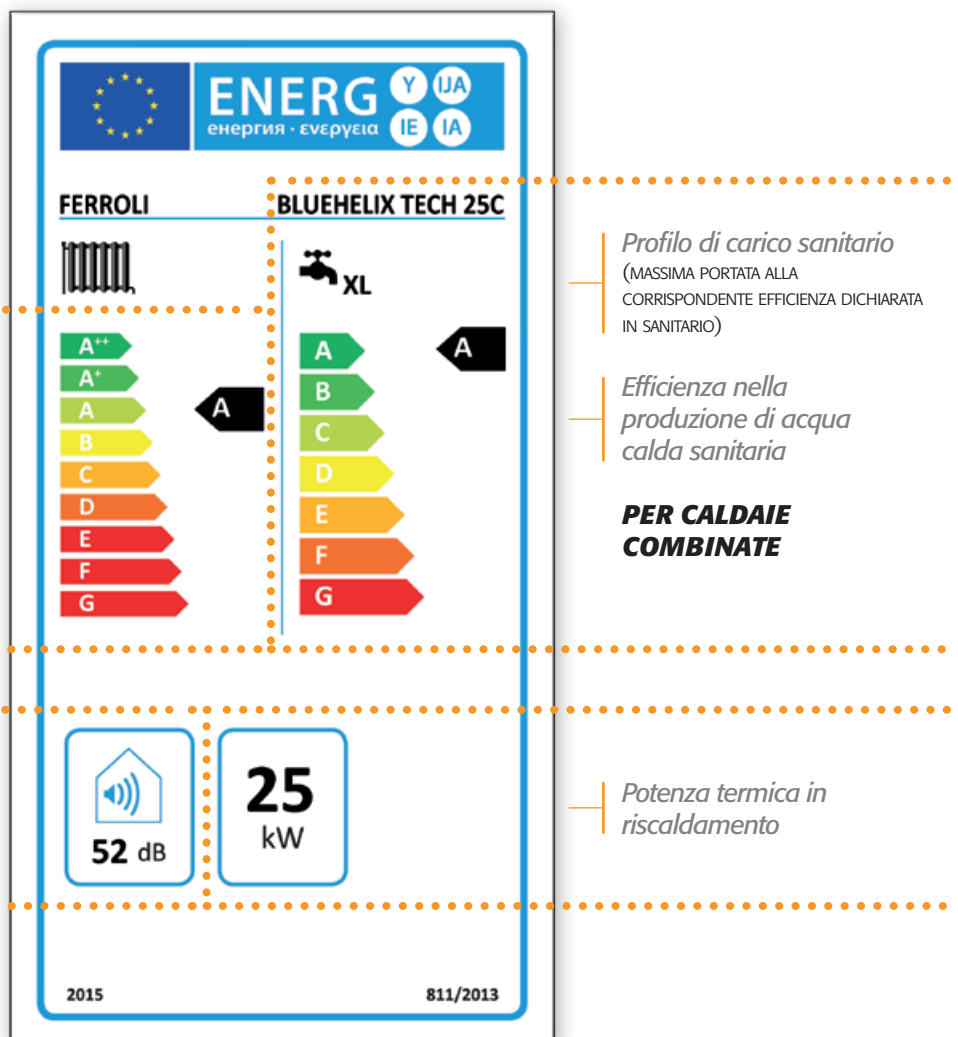 ENERG
Y IJA
IE IA
енергия · ενεργεια
FERROLI
BLUEHELIX TECH 25C
XL
A++
A+
A
B
C
D
E
F
G
A
A
B
C
D
E
F
G
A
Profilo di carico sanitario
(MASSIMA PORTATA ALLA
CORRISPONDENTE EFFICIENZA DICHIARATA
IN SANITARIO)
Efficienza nella
produzione di acqua
calda sanitaria
PER CALDAIE
COMBINATE
52 dB
25
kW
Potenza termica in
riscaldamento
2015
811/2013